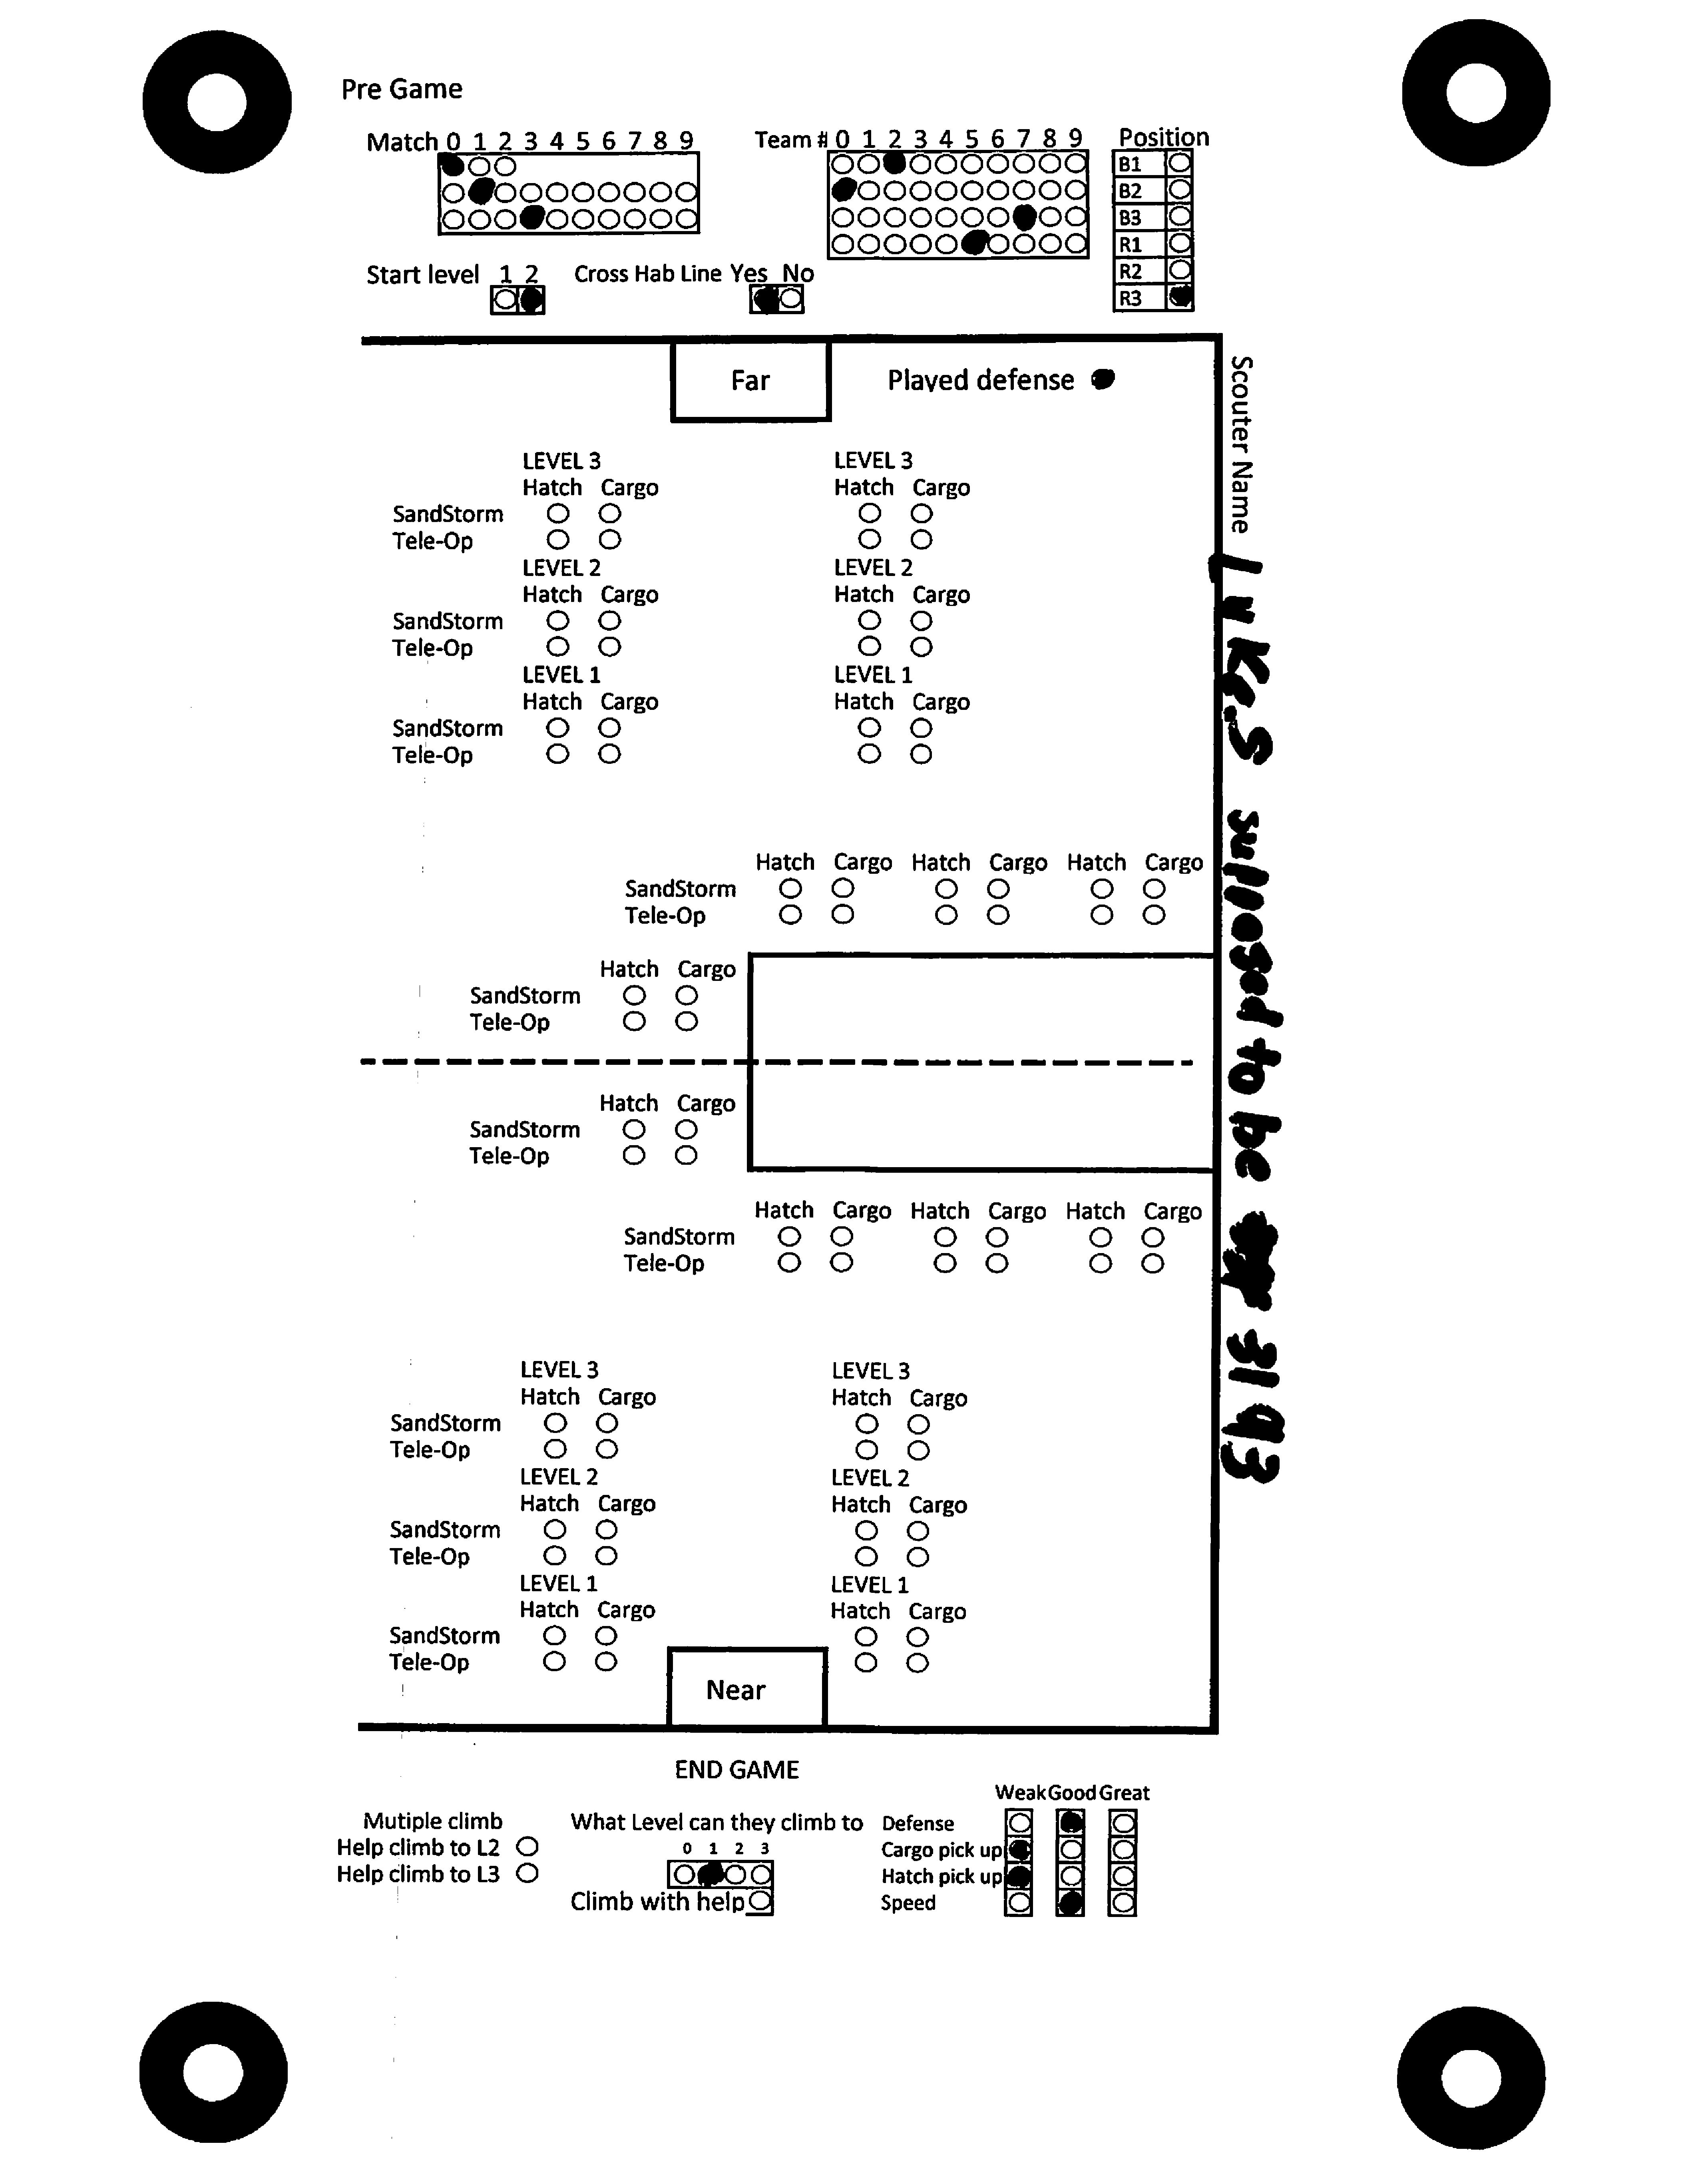 Pre Game
Match 0 1 2 3 4 5 6 7 8 9
Team # 0 1 2 3 4 5 6 7 8 9
Position
B1
B2
B3
R1
R2
R3
Start level 1 2
Cross Hab Line Yes No
Far
Played defense
Scouter Name Luke.S supposed to be 3193
LEVEL 3 LEVEL 3
Hatch Cargo Hatch Cargo
SandStorm
Tele-Op
LEVEL 2 LEVEL 2
Hatch Cargo Hatch Cargo
SandStorm
Tele-Op
LEVEL 1 LEVEL 1
Hatch Cargo Hatch Cargo
SandStorm
Tele-Op
Hatch Cargo Hatch Cargo Hatch Cargo
SandStorm
Tele-Op
Hatch Cargo
SandStorm
Tele-Op
Hatch Cargo
SandStorm
Tele-Op
Hatch Cargo Hatch Cargo Hatch Cargo
SandStorm
Tele-Op
LEVEL 3 LEVEL 3
Hatch Cargo Hatch Cargo
SandStorm
Tele-Op
LEVEL 2 LEVEL 2
Hatch Cargo Hatch Cargo
SandStorm
Tele-Op
LEVEL 1 LEVEL 1
Hatch Cargo Hatch Cargo
SandStorm
Tele-Op
Near
END GAME
Mutiple climb
Help climb to L2
Help climb to L3
What Level can they climb to
0 1 2 3
Climb with help
Weak Good Great
Defense
Cargo pick up
Hatch pick up
Speed